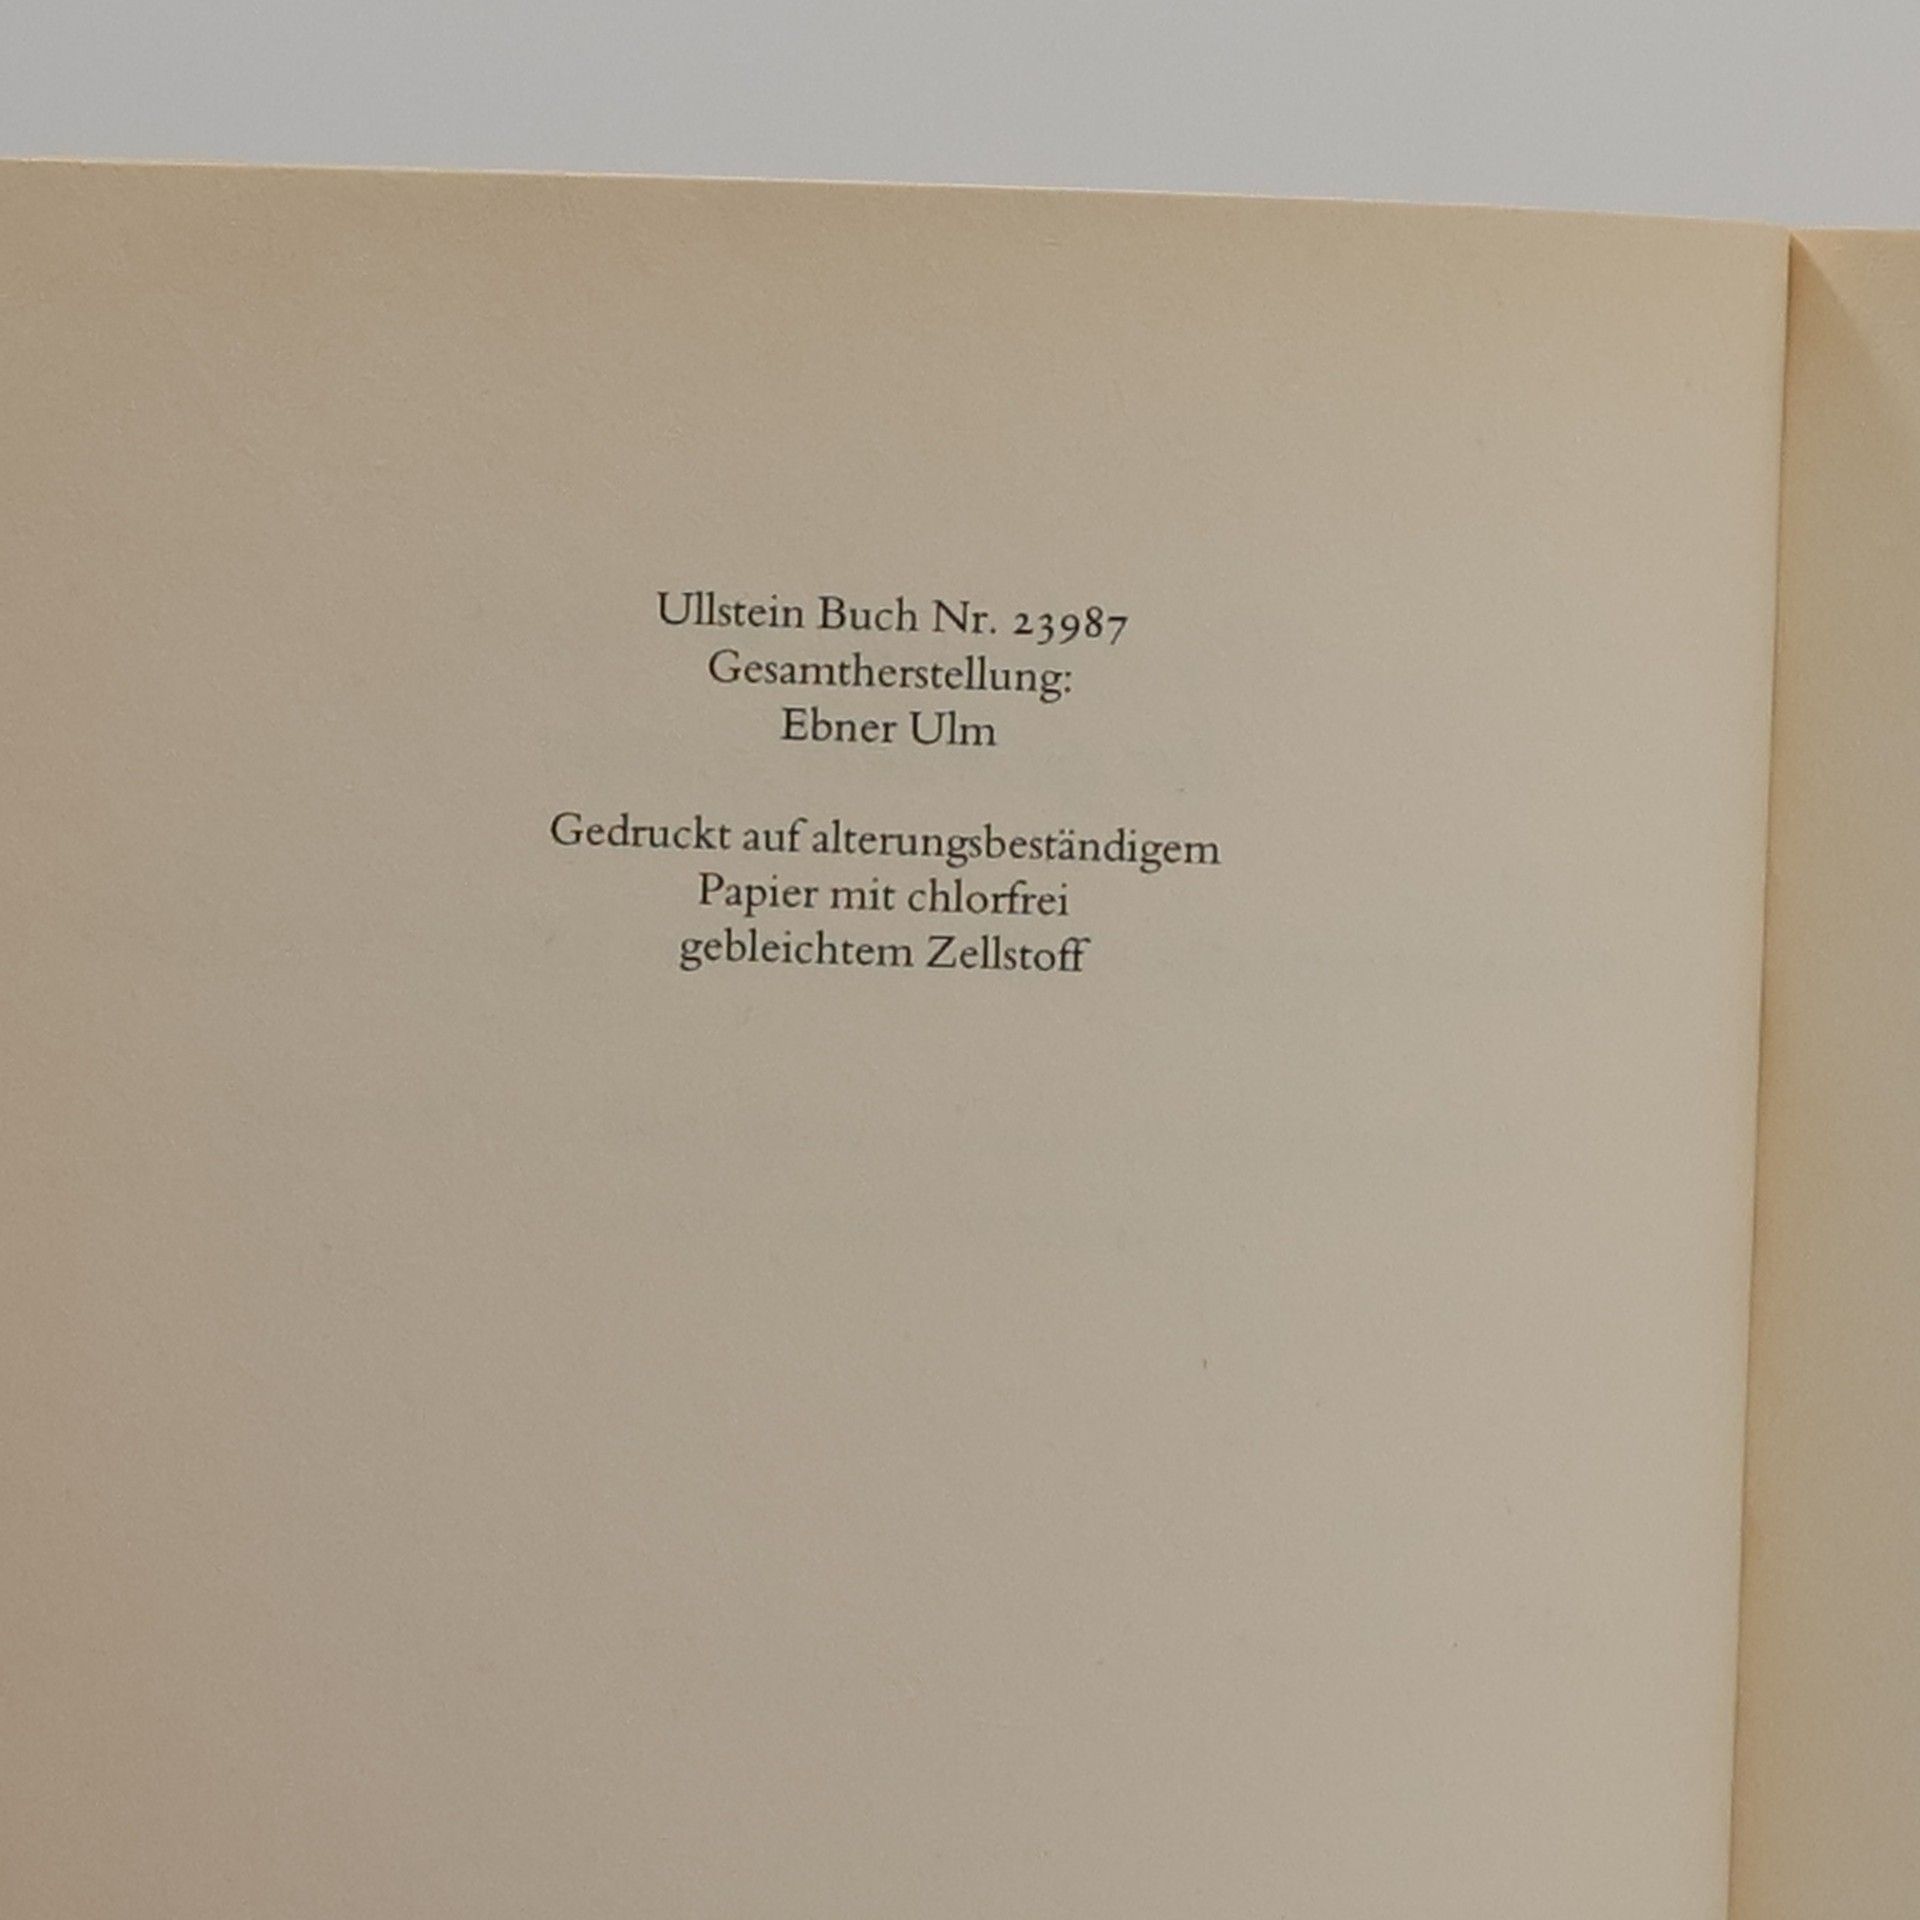 Ullstein Buch Nr. 23987
Gesamtherstellung:
Ebner Ulm
Gedruckt auf alterungsbeständigem
Papier mit chlorfrei
gebleichtem Zellstoff